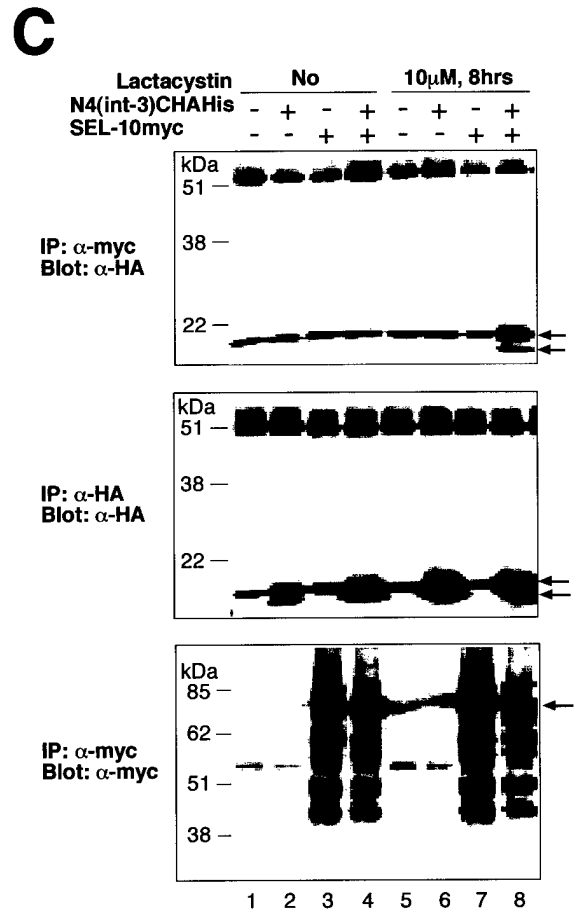 C
Lactacystin No 10μM, 8hrs
N4(int-3)CHAHis - + - + - + - +
SEL-10myc - - + + - - + +
kDa
51
38
22
IP: α-myc
Blot: α-HA
kDa
51
38
22
IP: α-HA
Blot: α-HA
kDa
85
62
51
38
IP: α-myc
Blot: α-myc
1 2 3 4 5 6 7 8